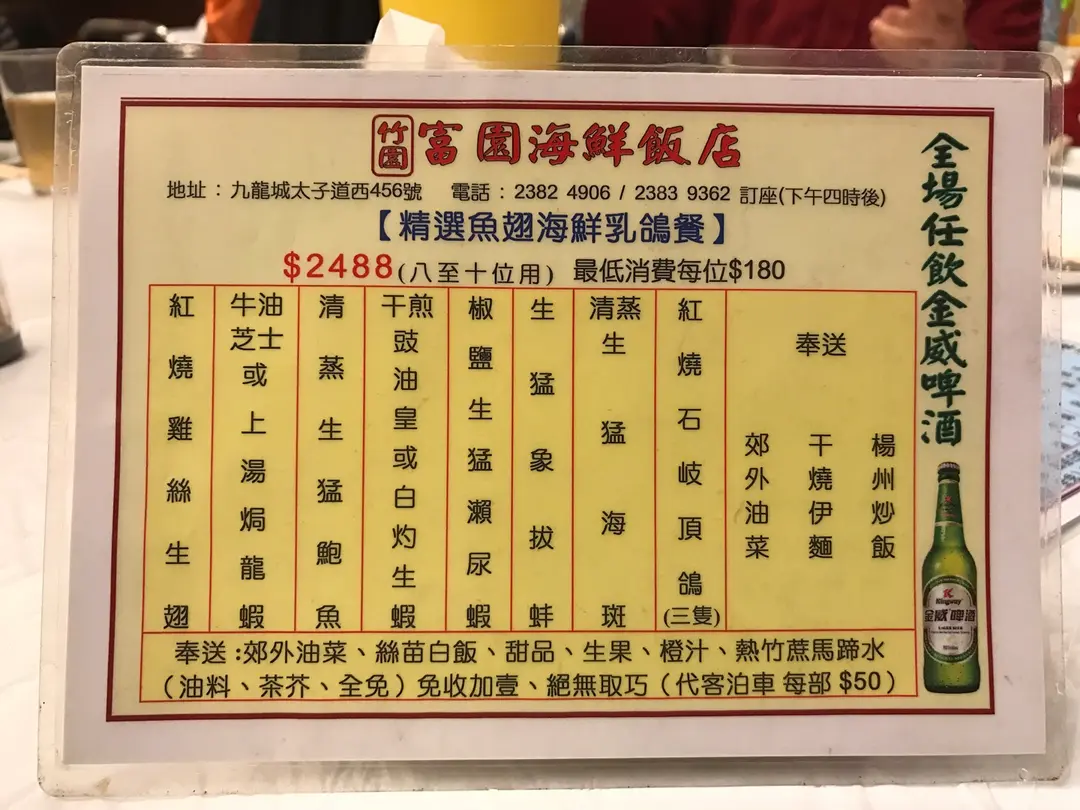 竹園 富園海鮮飯店
地址：九龍城太子道西456號 電話：2382 4906 / 2383 9362 訂座(下午四時後)
【精選魚翅海鮮乳鴿餐】
$2488(八至十位用) 最低消費每位$180
紅燒雞絲生翅
牛油芝士或上湯焗龍蝦
清蒸生猛鮑魚
干煎豉油皇或白灼生蝦
椒鹽生猛瀨尿蝦
生猛象拔蚌
清蒸生猛海斑
紅燒石岐頂鴿(三隻)
奉送
郊外油菜
干燒伊麵
楊州炒飯
奉送:郊外油菜、絲苗白飯、甜品、生果、橙汁、熱竹蔗馬蹄水
（油料、茶芥、全免）免收加壹、絕無取巧（代客泊車 每部 $50）
全場任飲金威啤酒
Kingway
金威啤酒